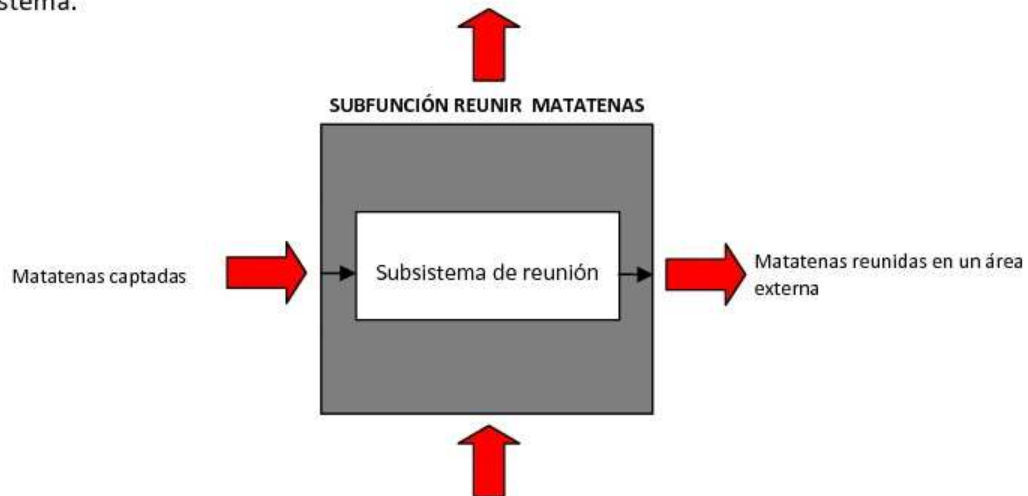 SUBFUNCIÓN REUNIR MATATENAS
Matatenas captadas
Subsistema de reunión
Matatenas reunidas en un área
externa